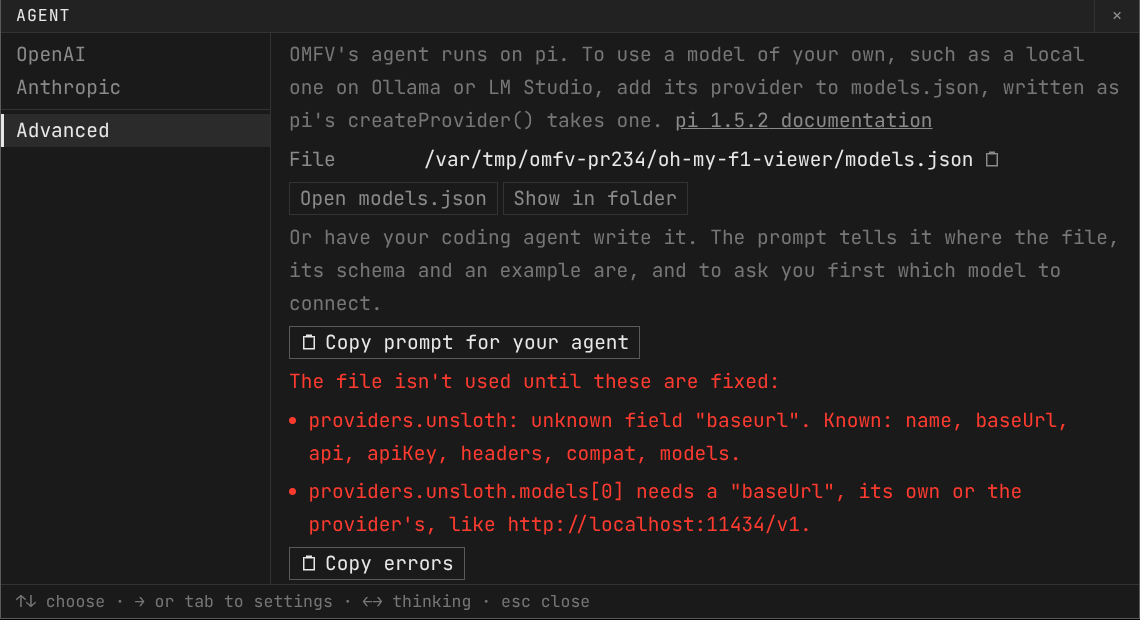 AGENT
×
OpenAI
Anthropic
Advanced
OMFV's agent runs on pi. To use a model of your own, such as a local
one on Ollama or LM Studio, add its provider to models.json, written as
pi's createProvider() takes one. pi 1.5.2 documentation
File /var/tmp/omfv-pr234/oh-my-f1-viewer/models.json
Open models.json Show in folder
Or have your coding agent write it. The prompt tells it where the file,
its schema and an example are, and to ask you first which model to
connect.
Copy prompt for your agent
The file isn't used until these are fixed:
• providers.unsloth: unknown field "baseurl". Known: name, baseUrl,
api, apiKey, headers, compat, models.
• providers.unsloth.models[0] needs a "baseUrl", its own or the
provider's, like http://localhost:11434/v1.
Copy errors
↑↓ choose · → or tab to settings · ↔ thinking · esc close